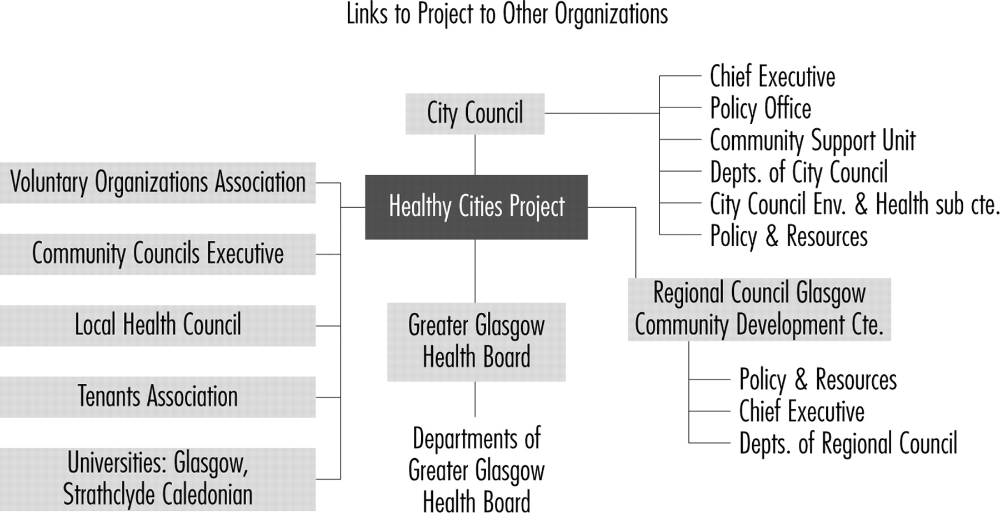 Links to Project to Other Organizations
City Council
Chief Executive
Policy Office
Community Support Unit
Depts. of City Council
City Council Env. & Health sub cte.
Policy & Resources
Voluntary Organizations Association
Community Councils Executive
Local Health Council
Tenants Association
Universities: Glasgow,
Strathclyde Caledonian
Healthy Cities Project
Greater Glasgow
Health Board
Departments of
Greater Glasgow
Health Board
Regional Council Glasgow
Community Development Cte.
Policy & Resources
Chief Executive
Depts. of Regional Council